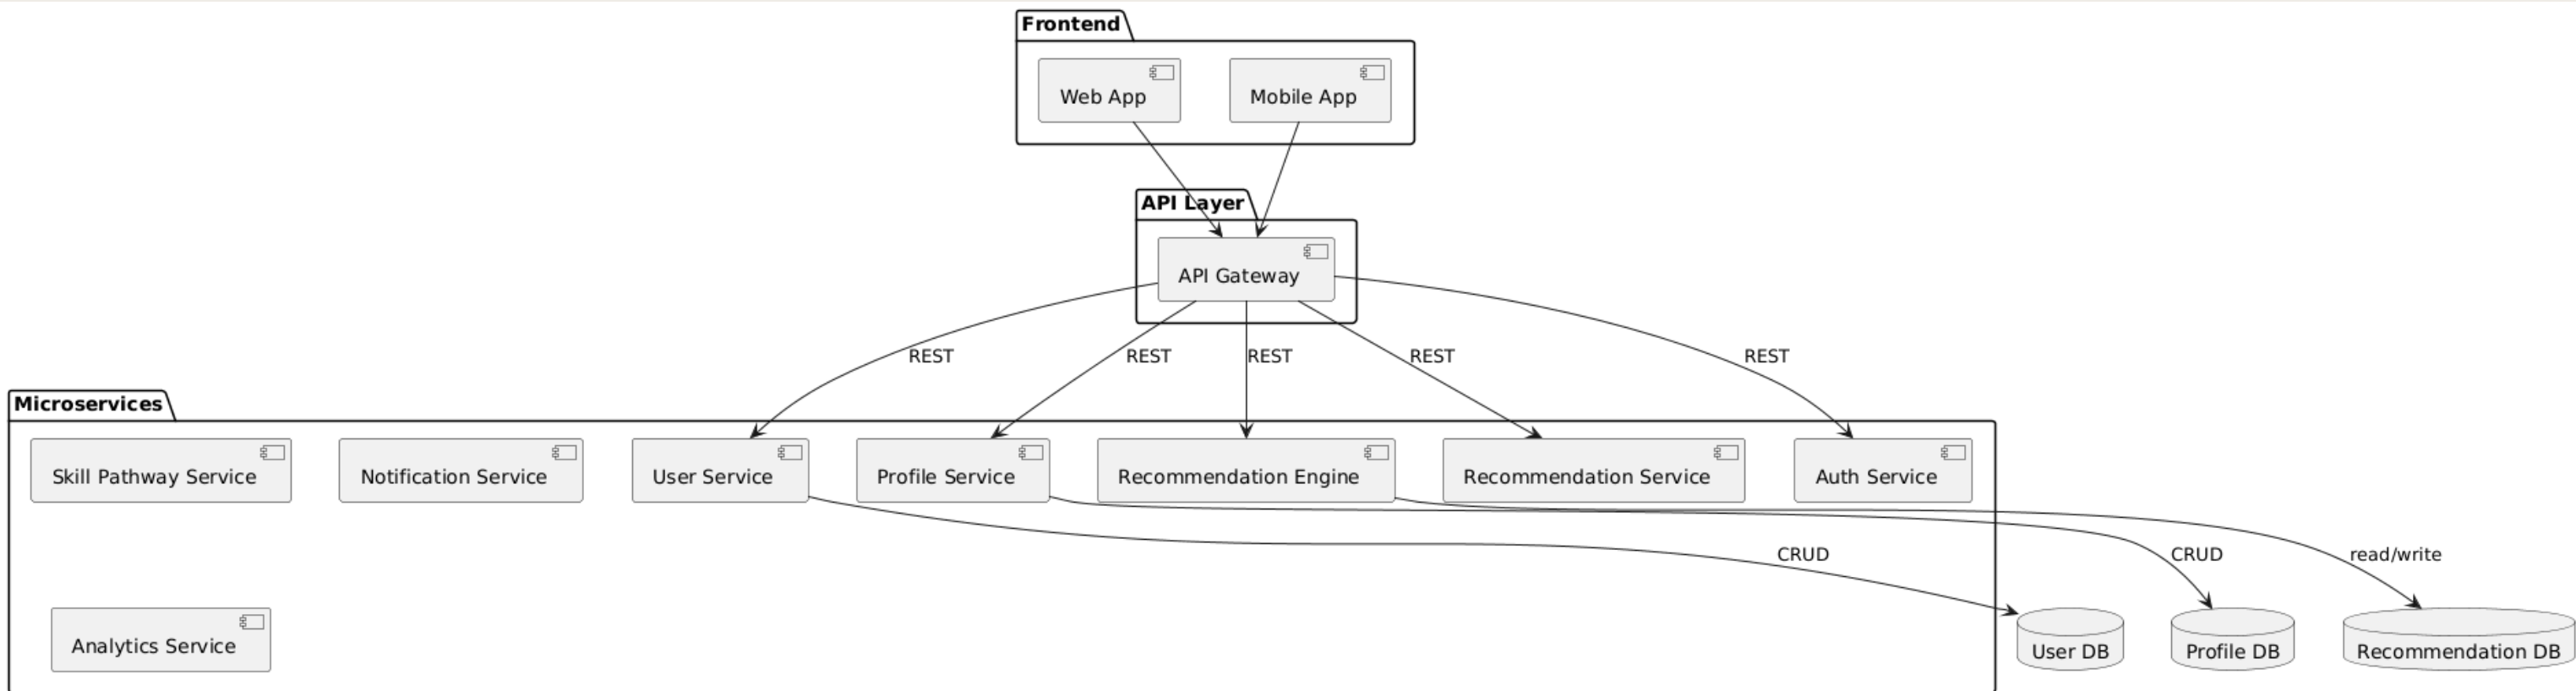 Frontend
Web App
Mobile App
API Layer
API Gateway
REST
REST
REST
REST
REST
Microservices
Skill Pathway Service
Notification Service
User Service
Profile Service
Recommendation Engine
Recommendation Service
Auth Service
CRUD
CRUD
read/write
Analytics Service
User DB
Profile DB
Recommendation DB